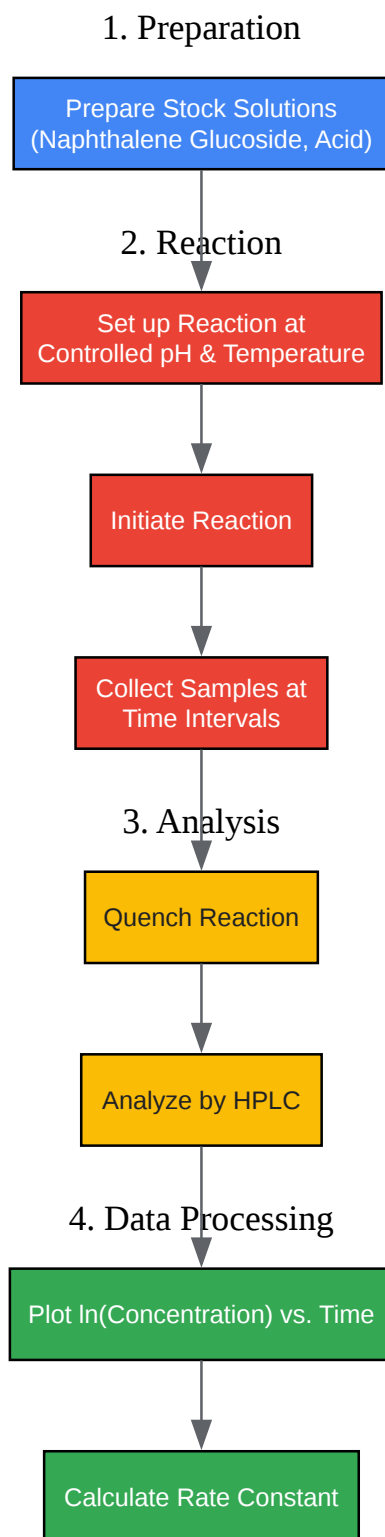 1. Preparation
Prepare Stock Solutions
(Naphthalene Glucoside, Acid)
2. Reaction
Set up Reaction at
Controlled pH & Temperature
Initiate Reaction
Collect Samples at
Time Intervals
3. Analysis
Quench Reaction
Analyze by HPLC
4. Data Processing
Plot ln(Concentration) vs. Time
Calculate Rate Constant